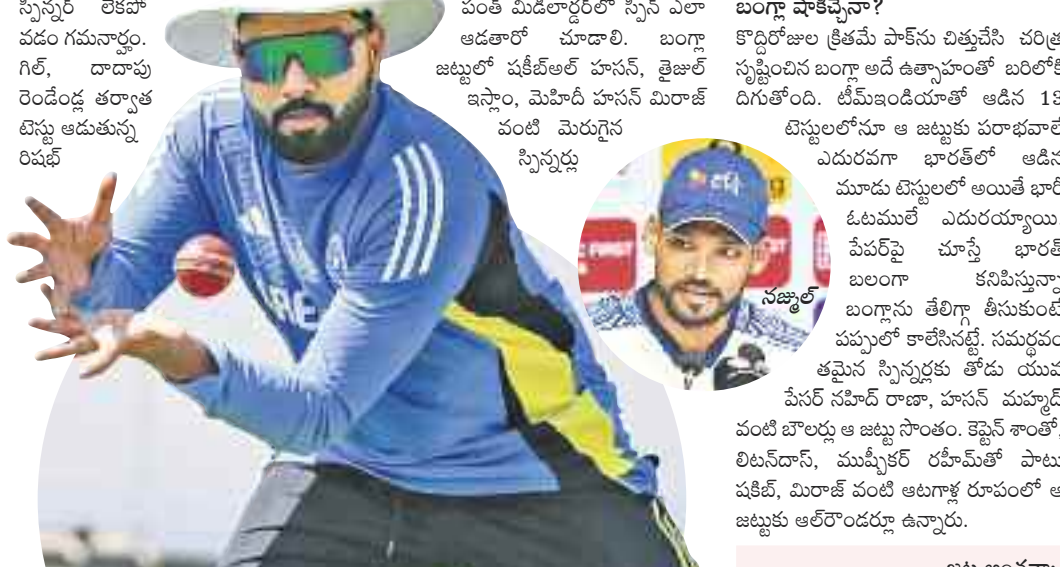 స్పిన్నర్ లేకపో
వడం గమనార్హం.
గిల్, దాదాపు
రెండేండ్ల తర్వాత
టెస్టు ఆడుతున్న
రిషభ్
పంత్ మిడిలార్డర్‌లో స్పిన్ ఎలా
ఆడతారో చూడాలి. బంగ్లా
జట్టులో షకీబ్‌అల్ హసన్, తైజుల్
ఇస్లాం, మెహిదీ హసన్ మిరాజ్
వంటి మెరుగైన
స్పిన్నర్లు
నజ్ముల్
బంగ్లా షాకిచ్చేనా?
కొద్దిరోజుల క్రితమే పాక్‌ను చిత్తుచేసి చరిత్ర
సృష్టించిన బంగ్లా అదే ఉత్సాహంతో బరిలోకి
దిగుతోంది. టీమ్‌ఇండియాతో ఆడిన 13
టెస్టులలోనూ ఆ జట్టుకు పరాభవాలే
ఎదురవగా భారత్‌లో ఆడిన
మూడు టెస్టులలో అయితే భారీ
ఓటములే ఎదురయ్యాయి.
పేపర్‌పై చూస్తే భారత్
బలంగా కనిపిస్తున్నా
బంగ్లాను తేలిగ్గా తీసుకుంటే
పప్పులో కాలేసినట్టే. సమర్థవం
తమైన స్పిన్నర్లకు తోడు యువ
పేసర్ నహిద్ రాణా, హసన్ మహ్మద్
వంటి బౌలర్లు ఆ జట్టు సొంతం. కెప్టెన్ శాంతో,
లిటన్‌దాస్, ముష్ఫీకర్ రహీమ్‌తో పాటు
షకిబ్, మిరాజ్ వంటి ఆటగాళ్ల రూపంలో ఆ
జట్టుకు ఆల్‌రౌండర్లూ ఉన్నారు.